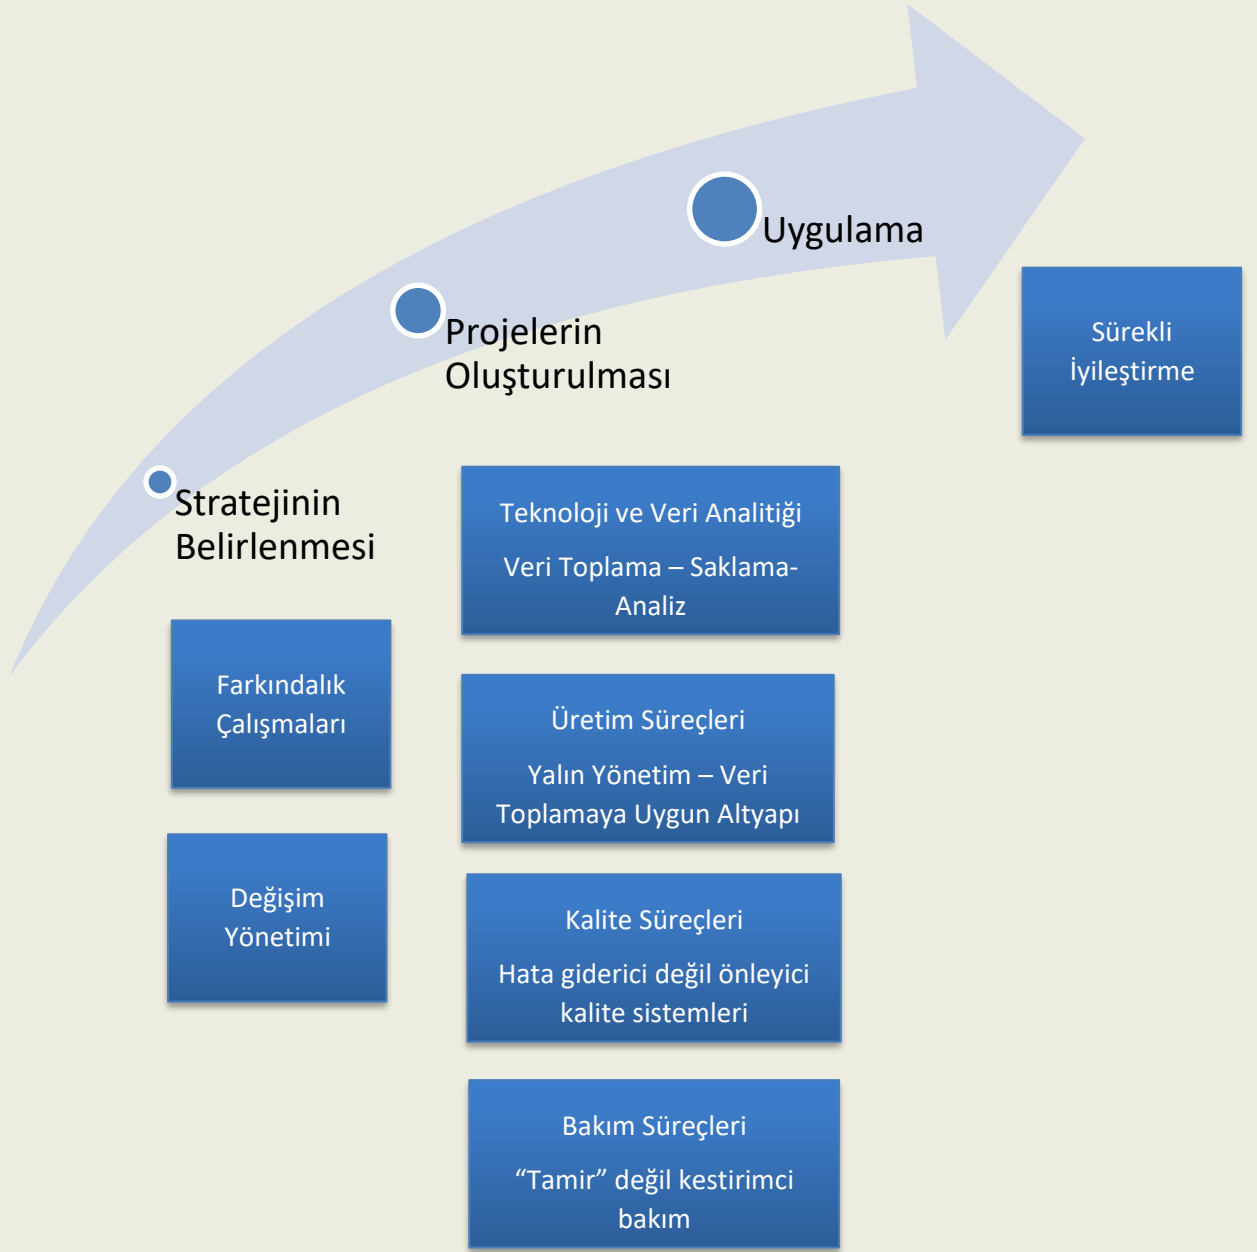 Uygulama
Projelerin
Oluşturulması
Stratejinin
Belirlenmesi
Sürekli
İyileştirme
Farkındalık
Çalışmaları
Değişim
Yönetimi
Teknoloji ve Veri Analitiği
Veri Toplama – Saklama-
Analiz
Üretim Süreçleri
Yalın Yönetim – Veri
Toplamaya Uygun Altyapı
Kalite Süreçleri
Hata giderici değil önleyici
kalite sistemleri
Bakım Süreçleri
“Tamir” değil kestirimci
bakım